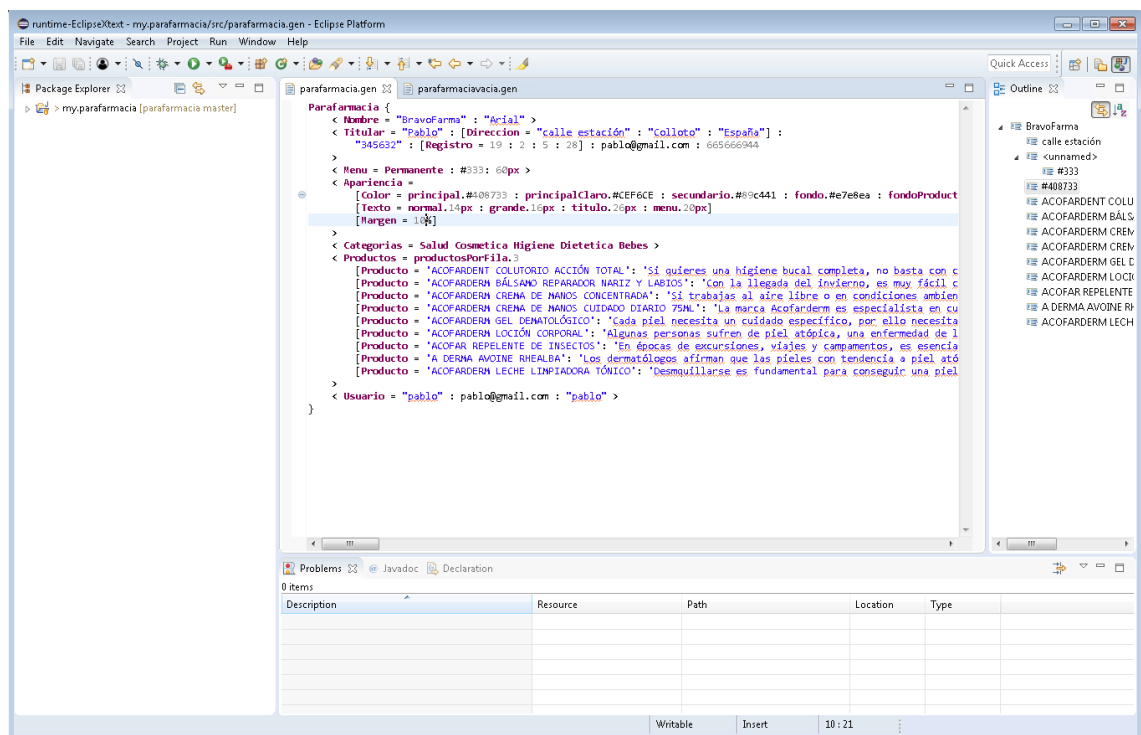 runtime-EclipseXtext - my.parafarmacia/src/parafarmacia.gen - Eclipse Platform
File Edit Navigate Search Project Run Window Help
Quick Access
Package Explorer
> my.parafarmacia [parafarmacia master]
parafarmacia.gen
parafarmaciavacia.gen
Parafarmacia {
< Nombre = "BravoFarma" : "Arial" >
< Titular = "Pablo" : [Direccion = "calle estación" : "Colloto" : "España"] :
"345632" : [Registro = 19 : 2 : 5 : 28] : pablo@gmail.com : 665666944
>
< Menu = Permanente : #333: 60px >
< Apariencia =
[Color = principal.#408733 : principalClaro.#CEF6CE : secundario.#89c441 : fondo.#e7e8ea : fondoProduct
[Texto = normal.14px : grande.16px : titulo.26px : menu.20px]
[Margen = 10%]
>
< Categorias = Salud Cosmetica Higiene Dietetica Bebes >
< Productos = productosPorFila.3
[Producto = 'ACOFARDENT COLUTORIO ACCIÓN TOTAL': 'Si quieres una higiene bucal completa, no basta con c
[Producto = 'ACOFARDERM BÁLSAMO REPARADOR NARIZ Y LABIOS': 'Con la llegada del invierno, es muy fácil c
[Producto = 'ACOFARDERM CREMA DE MANOS CONCENTRADA': 'Si trabajas al aire libre o en condiciones ambien
[Producto = 'ACOFARDERM CREMA DE MANOS CUIDADO DIARIO 75ML': 'La marca Acofarderm es especialista en cu
[Producto = 'ACOFARDERM GEL DEMATOLÓGICO': 'Cada piel necesita un cuidado específico, por ello necesita
[Producto = 'ACOFARDERM LOCIÓN CORPORAL': 'Algunas personas sufren de piel atópica, una enfermedad de l
[Producto = 'ACOFAR REPELENTE DE INSECTOS': 'En épocas de excursiones, viajes y campamentos, es esencia
[Producto = 'A DERMA AVOINE RHEALBA': 'Los dermatólogos afirman que las pieles con tendencia a piel ató
[Producto = 'ACOFARDERM LECHE LIMPIADORA TÓNICO': 'Desmquillarse es fundamental para conseguir una piel
>
< Usuario = "pablo" : pablo@gmail.com : "pablo" >
}
Outline
BravoFarma
calle estación
<unnamed>
#333
#408733
ACOFARDENT COLU
ACOFARDERM BÁLS
ACOFARDERM CREM
ACOFARDERM CREM
ACOFARDERM GEL D
ACOFARDERM LOCIÓ
ACOFAR REPELENTE
A DERMA AVOINE RH
ACOFARDERM LECH
Problems
Javadoc
Declaration
0 items
Description Resource Path Location Type
Writable Insert 10 : 21